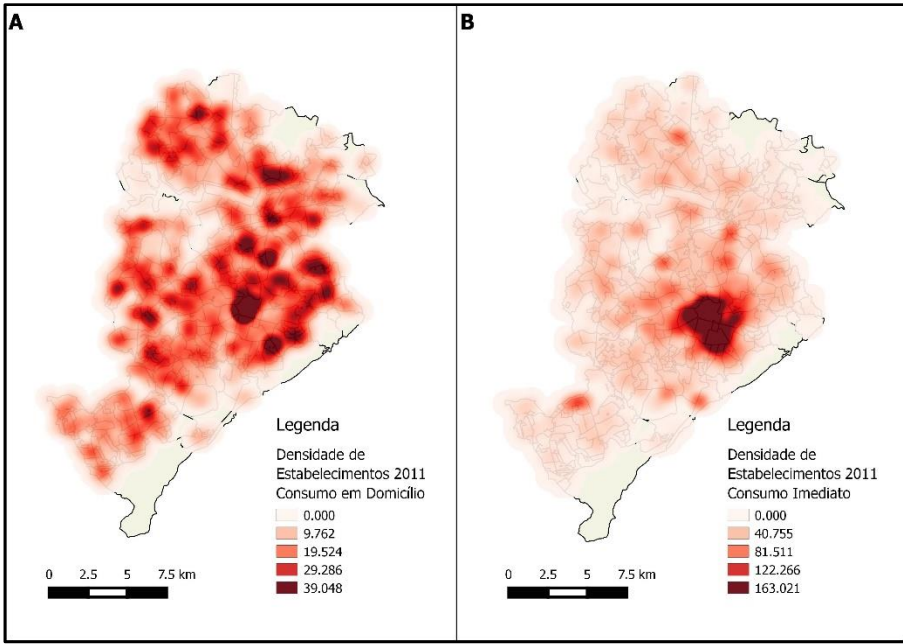 A
Legenda
Densidade de
Estabelecimentos 2011
Consumo em Domicílio
0.000
9.762
19.524
29.286
39.048
0 2.5 5 7.5 km
B
Legenda
Densidade de
Estabelecimentos 2011
Consumo Imediato
0.000
40.755
81.511
122.266
163.021
0 2.5 5 7.5 km